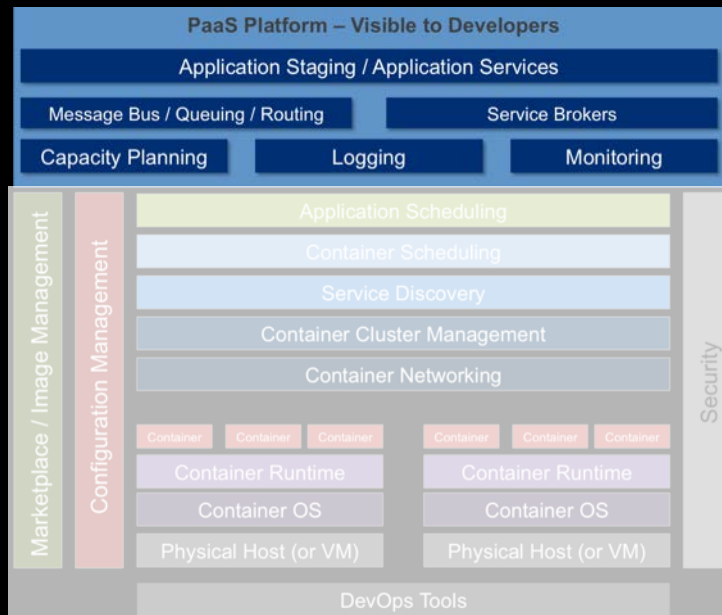 PaaS Platform – Visible to Developers
Application Staging / Application Services
Message Bus / Queuing / Routing
Service Brokers
Capacity Planning
Logging
Monitoring
Marketplace / Image Management
Configuration Management
Application Scheduling
Container Scheduling
Service Discovery
Container Cluster Management
Container Networking
Container
Container
Container
Container
Container
Container
Container Runtime
Container Runtime
Container OS
Container OS
Physical Host (or VM)
Physical Host (or VM)
Security
DevOps Tools